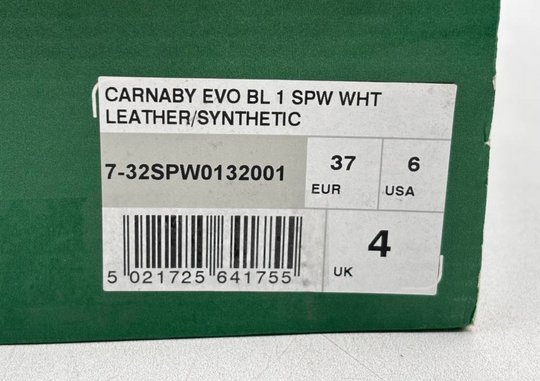 CARNABY EVO BL 1 SPW WHT
LEATHER/SYNTHETIC
7-32SPW0132001
37
EUR
6
USA
5 021725 641755
4
UK